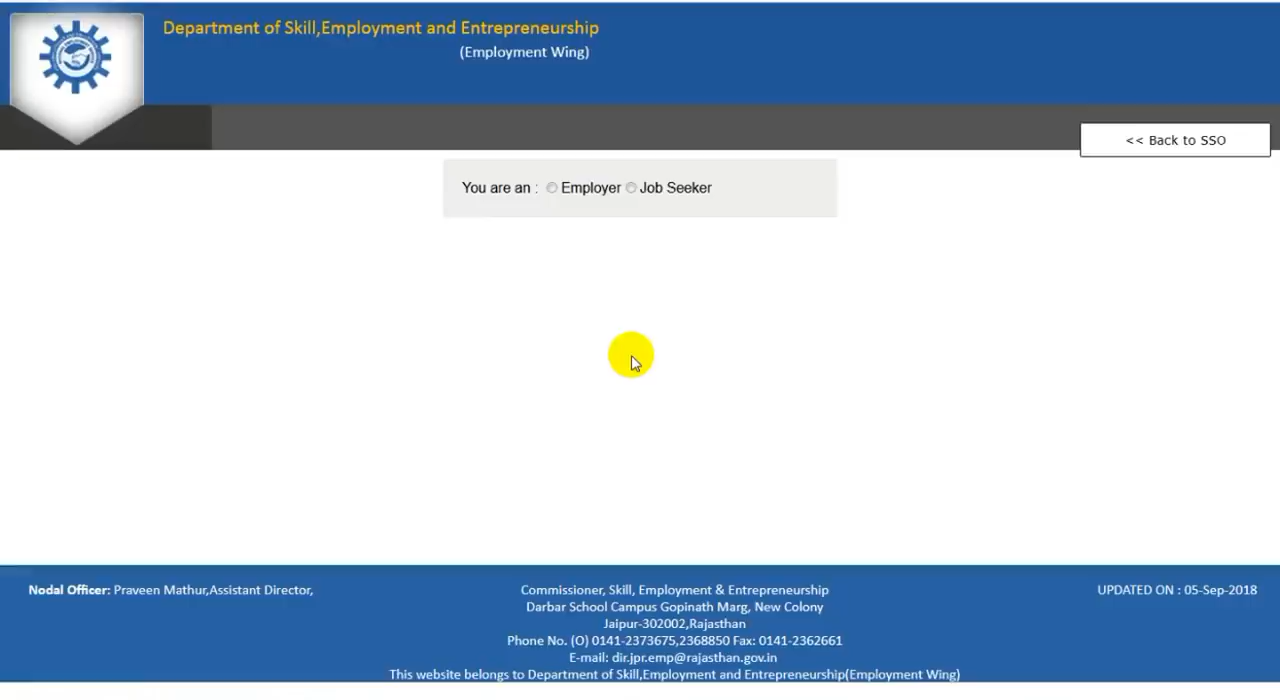 Department of Skill,Employment and Entrepreneurship
(Employment Wing)
<< Back to SSO
You are an : Employer Job Seeker
Nodal Officer: Praveen Mathur,Assistant Director,
Commissioner, Skill, Employment & Entrepreneurship
UPDATED ON : 05-Sep-2018
Darbar School Campus Gopinath Marg, New Colony
Jaipur-302002,Rajasthan
Phone No. (O) 0141-2373675,2368850 Fax: 0141-2362661
E-mail: dir.jpr.emp@rajasthan.gov.in
This website belongs to Department of Skill,Employment and Entrepreneurship(Employment Wing)